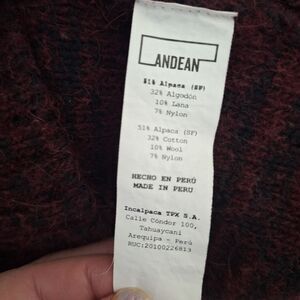 ANDEAN
51% Alpaca (SF)
32% Algodón
10% Lana
7% Nylon
51% Alpaca (SF)
32% Cotton
10% Wool
7% Nylon
HECHO EN PERÚ
MADE IN PERU
Incalpaca TPX S.A.
Calle Cóndor 100,
Tahuaycani
Arequipa - Perú
RUC:20100226813